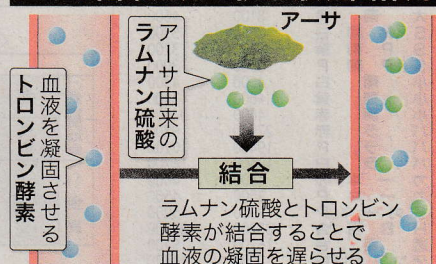 アーサ
アーサ由来の
ラムナン硫酸
血液を凝固させる
トロンビン酵素
結合
ラムナン硫酸とトロンビン
酵素が結合することで
血液の凝固を遅らせる